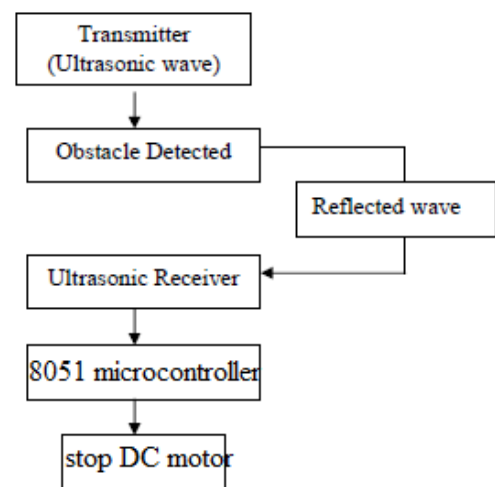 Transmitter
(Ultrasonic wave)
Obstacle Detected
Reflected wave
Ultrasonic Receiver
8051 microcontroller
stop DC motor